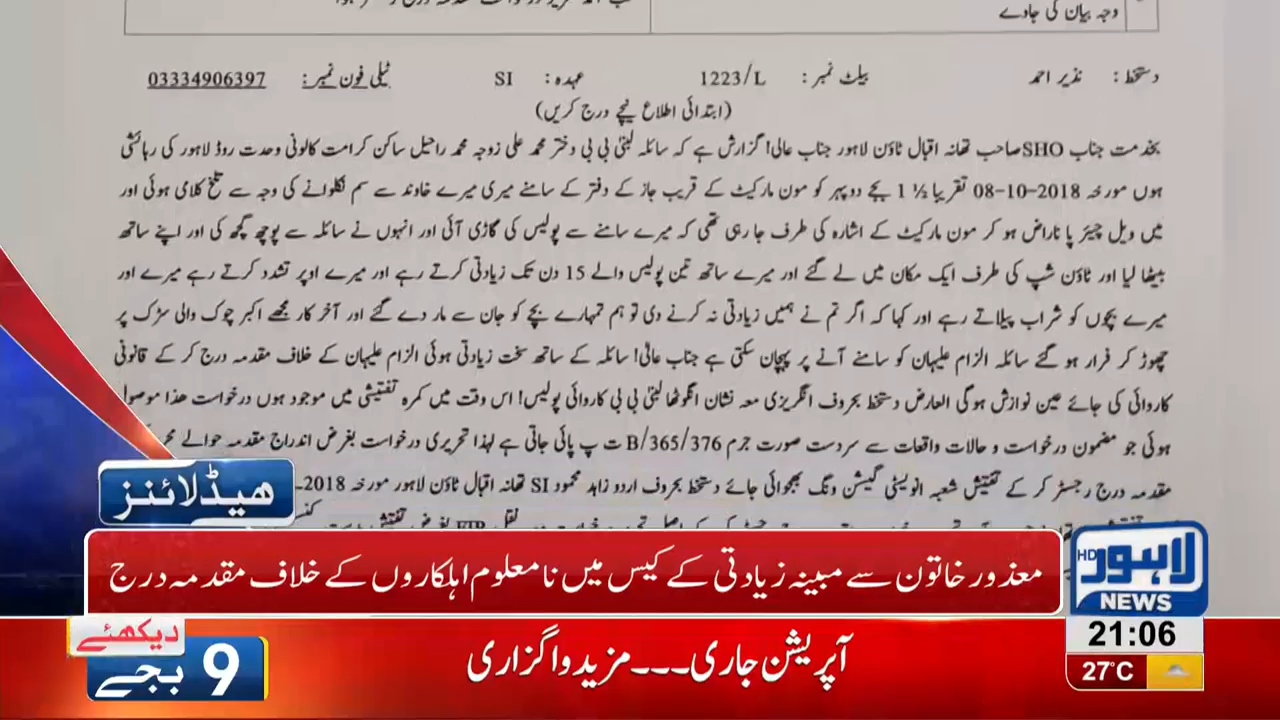 وجہ بیان کی جاوے
دستخط: نذیر احمد بیلٹ نمبر: 1223/L عہدہ: SI ٹیلی فون نمبر: 03334906397
(ابتدائی اطلاع نیچے درج کریں)
بخدمت جناب SHO صاحب تھانہ اقبال ٹاؤن لاہور جناب عالی! گزارش ہے کہ سائلہ لبنیٰ بی بی دختر محمد علی زوجہ محمد راحیل ساکن کرامت کالونی وحدت روڈ لاہور کی رہائشی
ہوں مورخہ 2018-10-08 تقریبا ½ 1 بجے دوپہر کو مون مارکیٹ کے قریب جاز کے دفتر کے سامنے میری میرے خاوند سے سم نکلوانے کی وجہ سے تلخ کلامی ہوئی اور
میں ویل چیئر پا ناراض ہو کر مون مارکیٹ کے اشارہ کی طرف جا رہی تھی کہ میرے سامنے سے پولیس کی گاڑی آئی اور انہوں نے سائلہ سے پوچھ گچھ کی اور اپنے ساتھ
بیٹھا لیا اور ٹاؤن شپ کی طرف ایک مکان میں لے گئے اور میرے ساتھ تین پولیس والے 15 دن تک زیادتی کرتے رہے اور میرے اوپر تشدد کرتے رہے میرے اور
میرے بچوں کو شراب پیلاتے رہے اور کہا کہ اگر تم نے ہمیں زیادتی نہ کرنے دی تو ہم تمہارے بچے کو جان سے مار دے گئے اور آخر کار مجھے اکبر چوک والی سڑک پر
چھوڑ کر فرار ہو گئے سائلہ الزام علیہان کو سامنے آنے پر پہچان سکتی ہے جناب عالی! سائلہ کے ساتھ سخت زیادتی ہوئی الزام علیہان کے خلاف مقدمہ درج کر کے قانونی
کاروائی کی جائے عین نوازش ہوگی العارض دستخط بحروف انگریزی معہ نشان انگوٹھا لبنیٰ بی بی کاروائی پولیس! اس وقت میں کمرہ تفتیشی میں موجود ہوں درخواست ھذا موصول
ہوئی جو مضمون درخواست و حالات واقعات سے سردست صورت جرم 376/365/B ت پ پائی جاتی ہے لہذا تحریری درخواست بغرض اندراج مقدمہ حوالے
مقدمہ درج رجسٹر کر کے تفتیش شعبہ انویسٹی گیشن ونگ بھجوائی جائے دستخط بحروف اردو زاہد محمود SI تھانہ اقبال ٹاؤن لاہور مورخہ 2018-
ھیڈلائنز
معذور خاتون سے مبینہ زیادتی کے کیس میں نامعلوم اہلکاروں کے خلاف مقدمہ درج
لاہور HD
NEWS
21:06
27°C
دیکھئے
9 بجے
آپریشن جاری۔۔۔مزید واگزاری